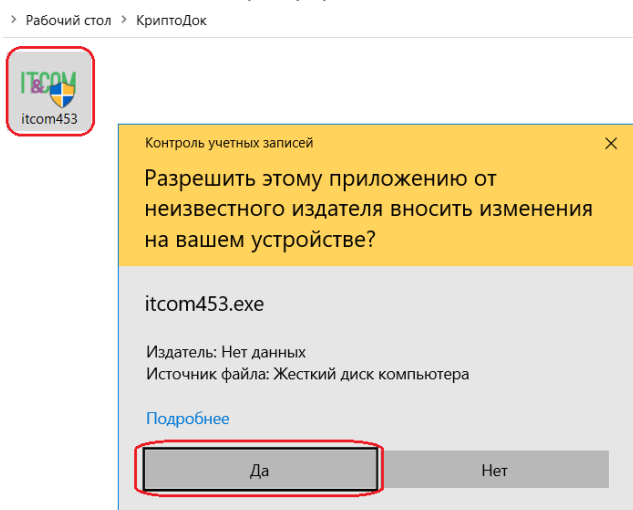 Рабочий стол > КриптоДок
IT&COM
itcom453
Контроль учетных записей
Разрешить этому приложению от
неизвестного издателя вносить изменения
на вашем устройстве?
itcom453.exe
Издатель: Нет данных
Источник файла: Жесткий диск компьютера
Подробнее
Да
Нет